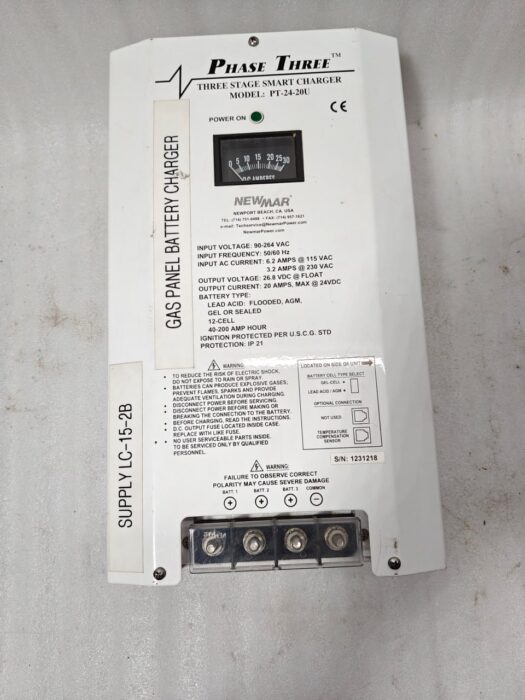 PHASE THREE™
THREE STAGE SMART CHARGER
MODEL: PT-24-20U
CE
POWER ON
0 5 10 15 20 25 30
DC AMPERES
NEWMAR®
NEWPORT BEACH, CA. USA
e-mail: Techservice@NewmarPower.com
NewmarPower.com
INPUT VOLTAGE: 90-264 VAC
INPUT FREQUENCY: 50/60 Hz
INPUT AC CURRENT: 6.2 AMPS @ 115 VAC
3.2 AMPS @ 230 VAC
OUTPUT VOLTAGE: 26.8 VDC @ FLOAT
OUTPUT CURRENT: 20 AMPS, MAX @ 24VDC
BATTERY TYPE:
LEAD ACID: FLOODED, AGM,
GEL OR SEALED
12-CELL
40-200 AMP HOUR
IGNITION PROTECTED PER U.S.C.G. STD
PROTECTION: IP 21
GAS PANEL BATTERY CHARGER
SUPPLY LC-15-2B
WARNING:
• TO REDUCE THE RISK OF ELECTRIC SHOCK,
DO NOT EXPOSE TO RAIN OR SPRAY.
• BATTERIES CAN PRODUCE EXPLOSIVE GASES;
PREVENT FLAMES, SPARKS AND PROVIDE
ADEQUATE VENTILATION DURING CHARGING.
• DISCONNECT POWER BEFORE SERVICING.
• DISCONNECT POWER BEFORE MAKING OR
BREAKING THE CONNECTION TO THE BATTERY.
• BEFORE CHARGING, READ THE INSTRUCTIONS.
• D.C. OUTPUT FUSE LOCATED INSIDE CASE.
REPLACE WITH LIKE FUSE.
• NO USER SERVICEABLE PARTS INSIDE.
TO BE SERVICED ONLY BY QUALIFIED
PERSONNEL.
LOCATED ON SIDE OF UNIT
BATTERY CELL TYPE SELECT
GEL-CELL
LEAD ACID / AGM
OPTIONAL CONNECTION
NOT USED
TEMPERATURE
COMPENSATION
SENSOR
S/N: 1231218
WARNING:
FAILURE TO OBSERVE CORRECT
POLARITY MAY CAUSE SEVERE DAMAGE
BATT. 1 BATT. 2 BATT. 3 COMMON
+ + + −